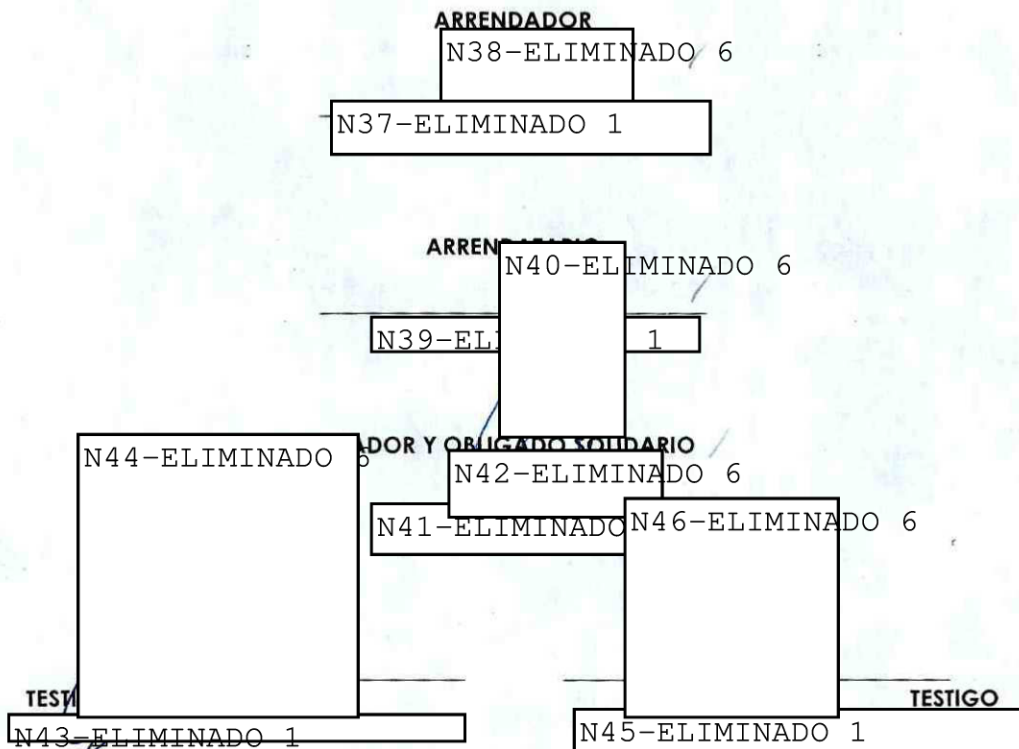 ARRENDADOR
N38-ELIMINADO 6
N37-ELIMINADO 1
N40-ELIMINADO 6
N39-EL 1
ADOR Y OBLIGADO SOLIDARIO
N44-ELIMINADO 6
N42-ELIMINADO 6
N41-ELIMINADO
N46-ELIMINADO 6
TESTIGO
N43-ELIMINADO 1
N45-ELIMINADO 1